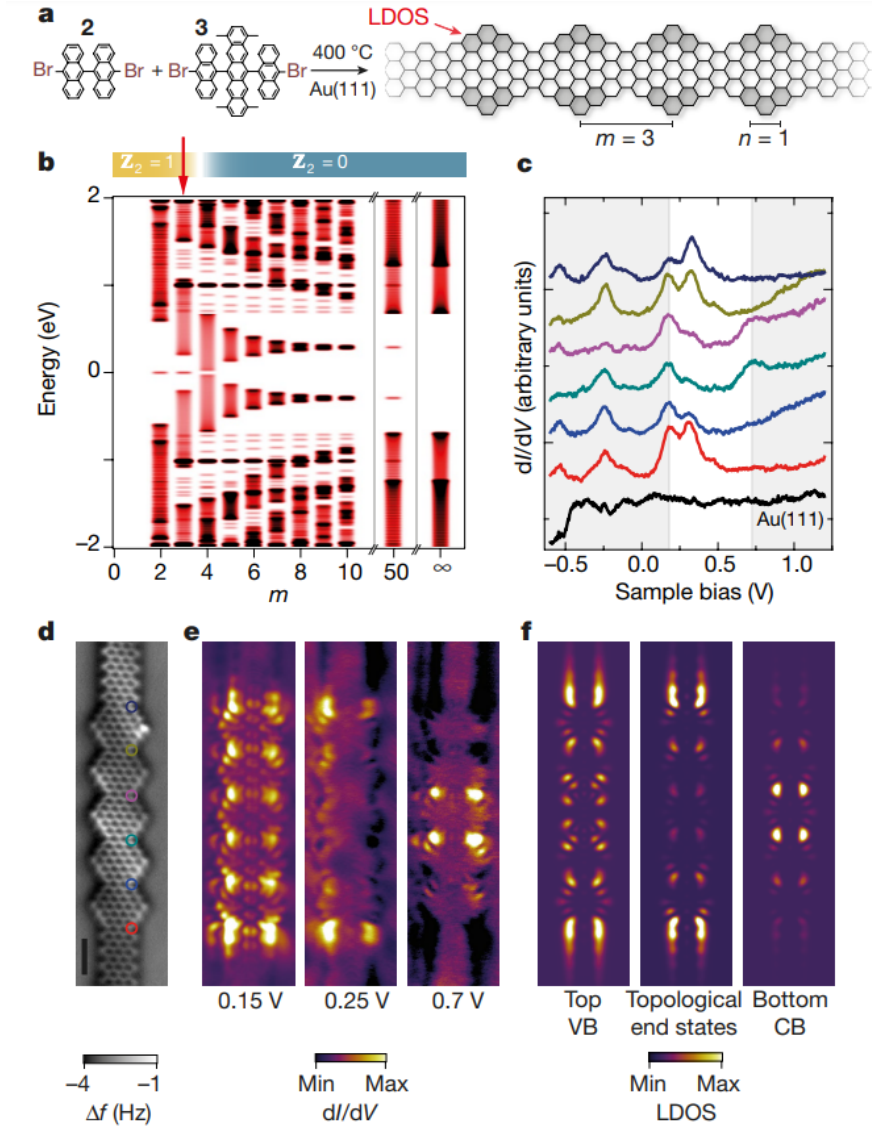 a
LDOS
2
3
Br
Br
+
Br
Br
400 °C
Au(111)
m = 3
n = 1
b
Z₂ = 1
Z₂ = 0
c
2
0
−2
Energy (eV)
0
2
4
6
8
10
50
∞
m
dI/dV (arbitrary units)
Au(111)
−0.5
0.0
0.5
1.0
Sample bias (V)
d
e
f
0.15 V
0.25 V
0.7 V
Top
VB
Topological
end states
Bottom
CB
−4
−1
Δf (Hz)
Min
Max
dI/dV
Min
Max
LDOS